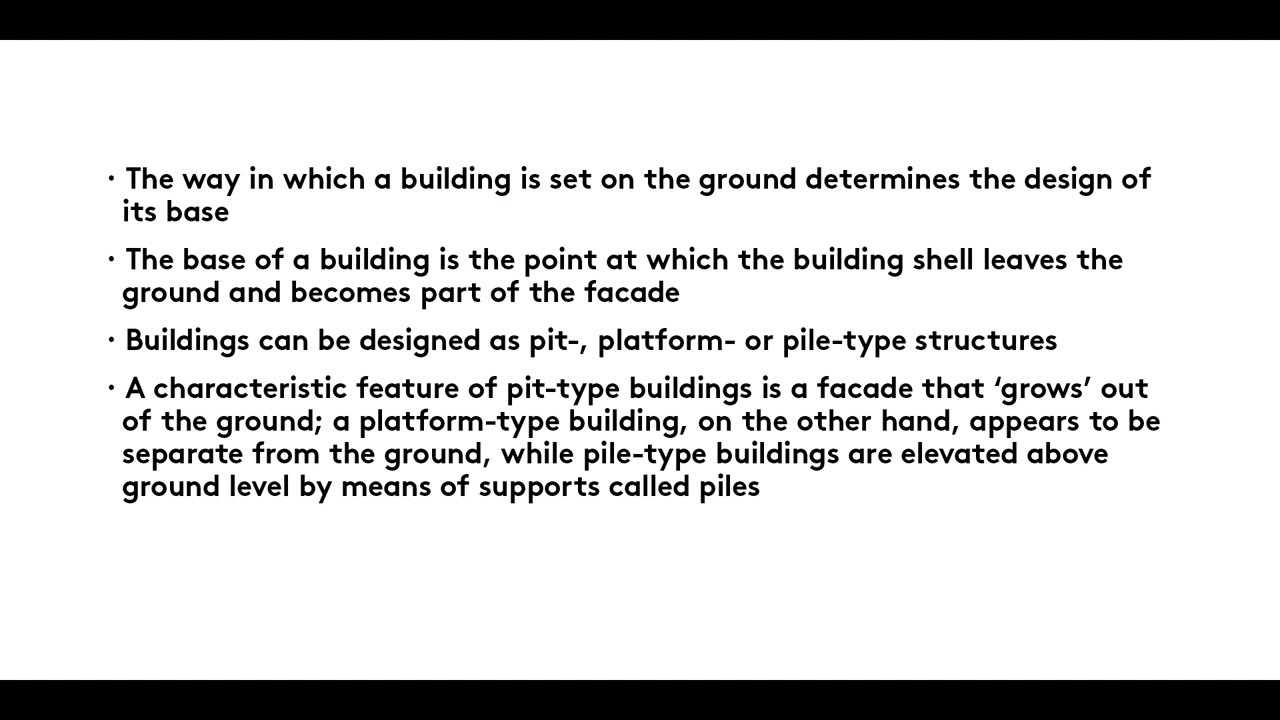 · The way in which a building is set on the ground determines the design of
its base
· The base of a building is the point at which the building shell leaves the
ground and becomes part of the facade
· Buildings can be designed as pit-, platform- or pile-type structures
· A characteristic feature of pit-type buildings is a facade that ‘grows’ out
of the ground; a platform-type building, on the other hand, appears to be
separate from the ground, while pile-type buildings are elevated above
ground level by means of supports called piles